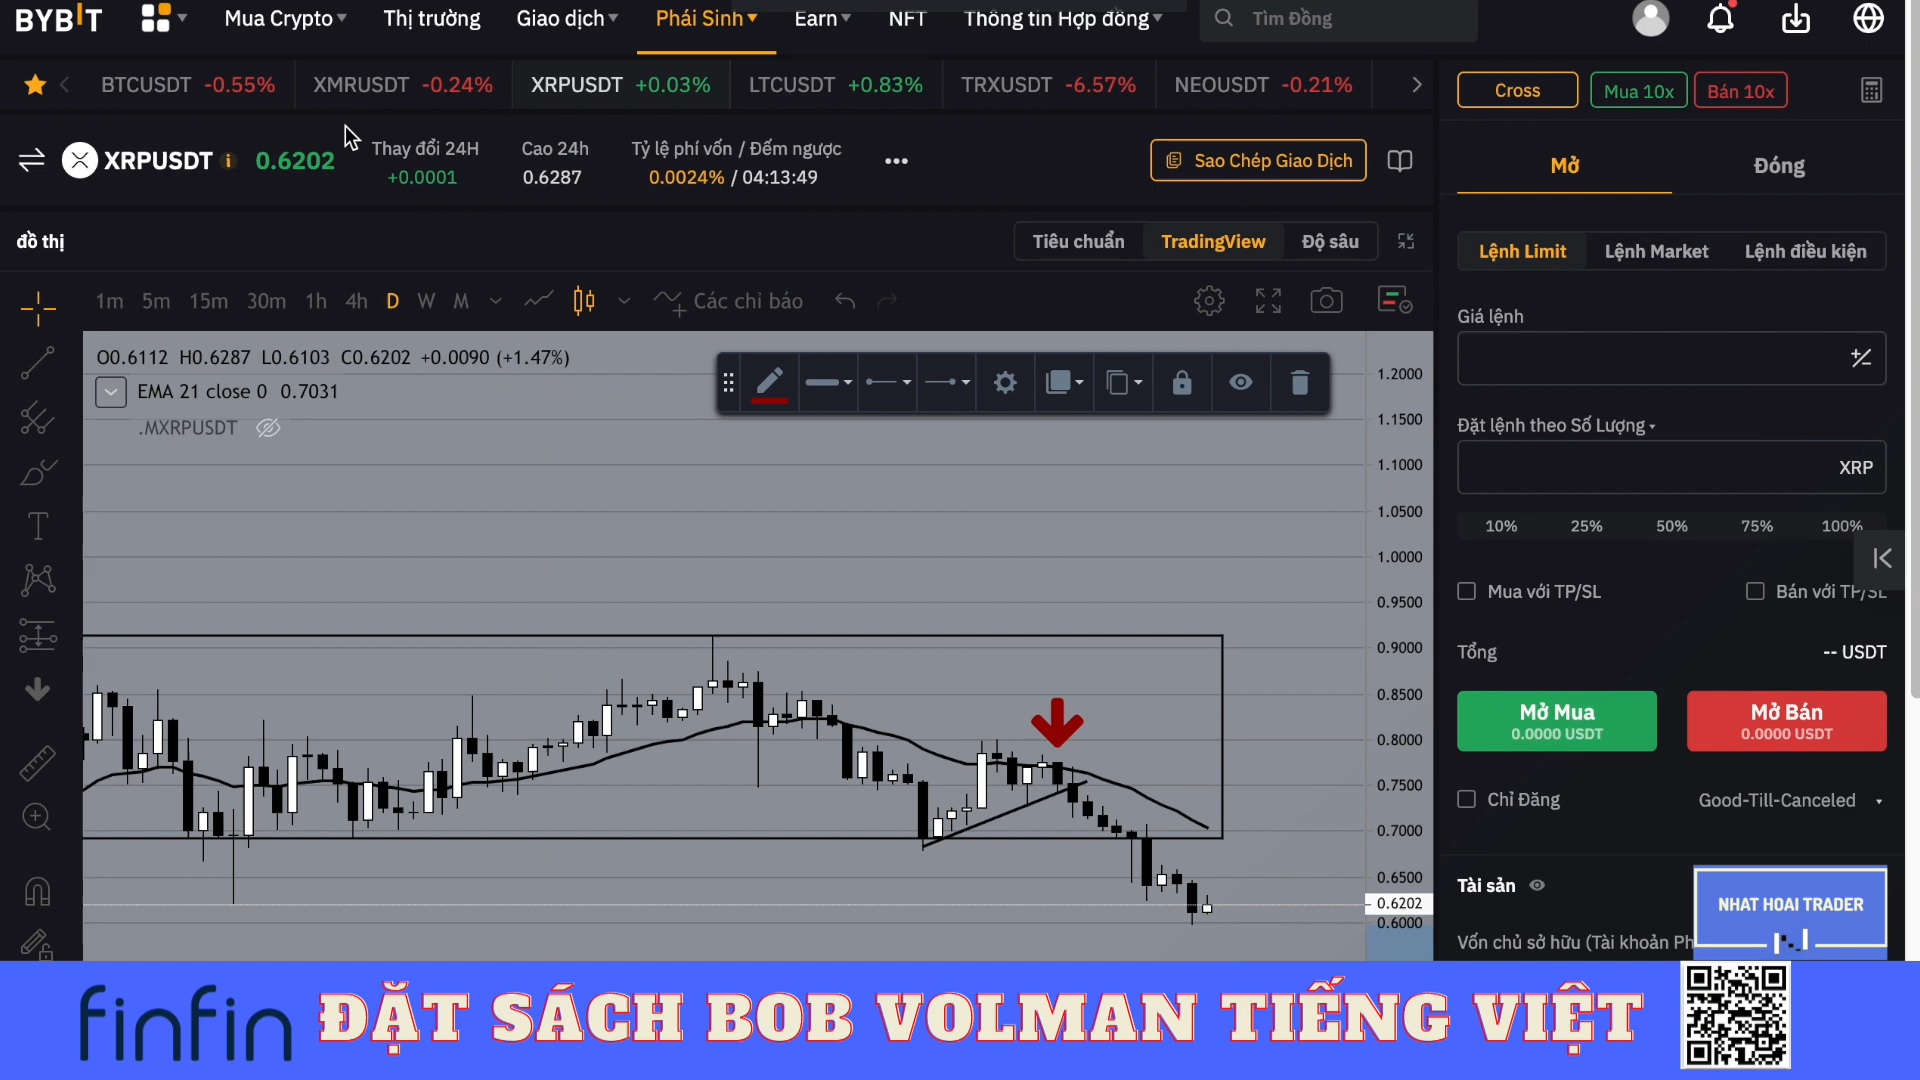 BYBIT Mua Crypto Thị trường Giao dịch Phái Sinh Earn NFT Thông tin Hợp đồng Tìm Đồng
BTCUSDT -0.55% XMRUSDT -0.24% XRPUSDT +0.03% LTCUSDT +0.83% TRXUSDT -6.57% NEOUSDT -0.21%
Cross Mua 10x Bán 10x
XRPUSDT i 0.6202
Thay đổi 24H
+0.0001
Cao 24h
0.6287
Tỷ lệ phí vốn / Đếm ngược
0.0024% / 04:13:49
Sao Chép Giao Dịch
Mở Đóng
đồ thị
Tiêu chuẩn TradingView Độ sâu
Lệnh Limit Lệnh Market Lệnh điều kiện
1m 5m 15m 30m 1h 4h D W M Các chỉ báo
O0.6112 H0.6287 L0.6103 C0.6202 +0.0090 (+1.47%)
EMA 21 close 0 0.7031
.MXRPUSDT
1.2000
1.1500
1.1000
1.0500
1.0000
0.9500
0.9000
0.8500
0.8000
0.7500
0.7000
0.6500
0.6202
0.6000
Giá lệnh
Đặt lệnh theo Số Lượng
XRP
10% 25% 50% 75% 100%
Mua với TP/SL Bán với TP/SL
Tổng -- USDT
Mở Mua
0.0000 USDT
Mở Bán
0.0000 USDT
Chỉ Đăng Good-Till-Canceled
Tài sản
NHAT HOAI TRADER
Vốn chủ sở hữu (Tài khoản Ph
finfin ĐẶT SÁCH BOB VOLMAN TIẾNG VIỆT